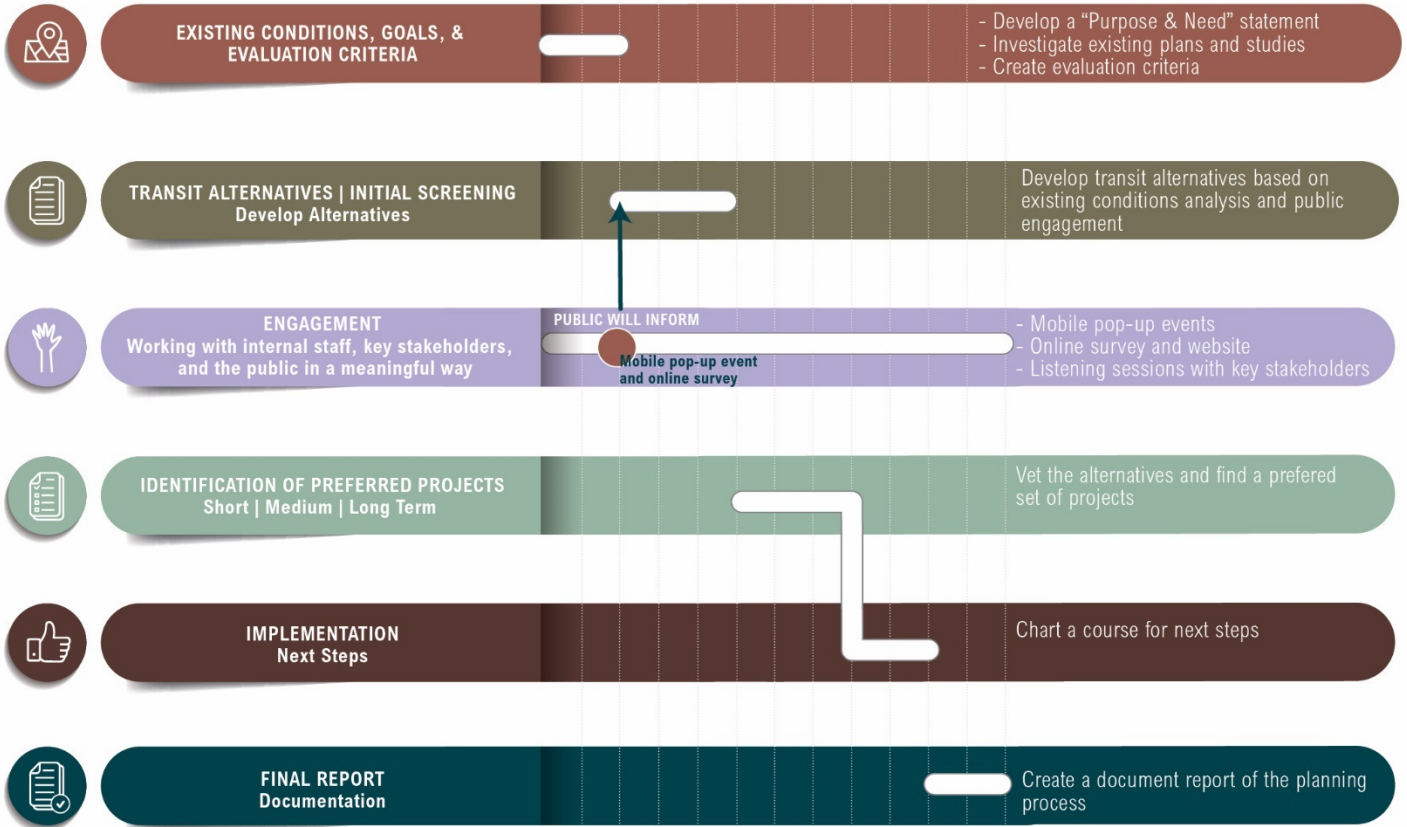 EXISTING CONDITIONS, GOALS, &
EVALUATION CRITERIA
- Develop a “Purpose & Need” statement
- Investigate existing plans and studies
- Create evaluation criteria
TRANSIT ALTERNATIVES | INITIAL SCREENING
Develop Alternatives
Develop transit alternatives based on
existing conditions analysis and public
engagement
ENGAGEMENT
Working with internal staff, key stakeholders,
and the public in a meaningful way
PUBLIC WILL INFORM
Mobile pop-up event
and online survey
- Mobile pop-up events
- Online survey and website
- Listening sessions with key stakeholders
IDENTIFICATION OF PREFERRED PROJECTS
Short | Medium | Long Term
Vet the alternatives and find a prefered
set of projects
IMPLEMENTATION
Next Steps
Chart a course for next steps
FINAL REPORT
Documentation
Create a document report of the planning
process